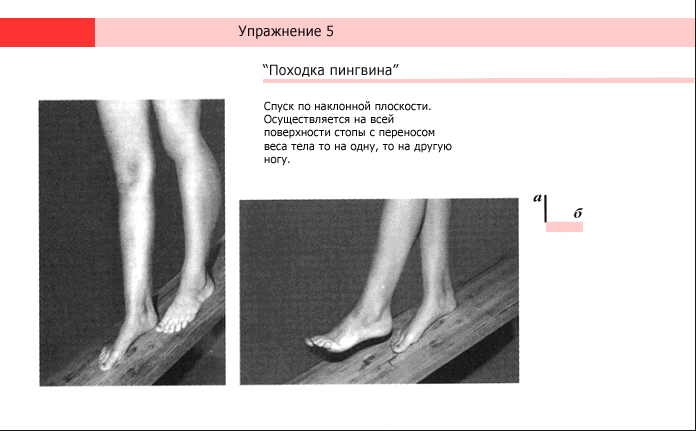 Упражнение 5
“Походка пингвина”
Спуск по наклонной плоскости.
Осуществляется на всей
поверхности стопы с переносом
веса тела то на одну, то на другую
ногу.
а
б